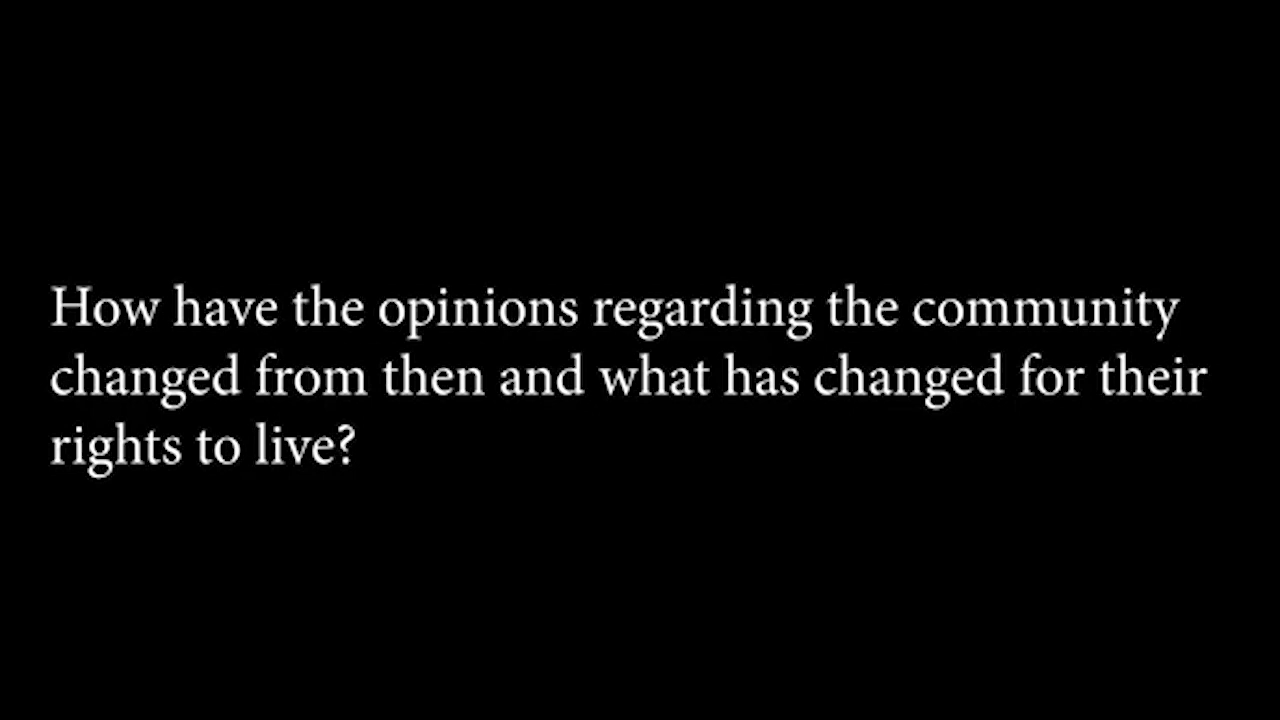 How have the opinions regarding the community
changed from then and what has changed for their
rights to live?